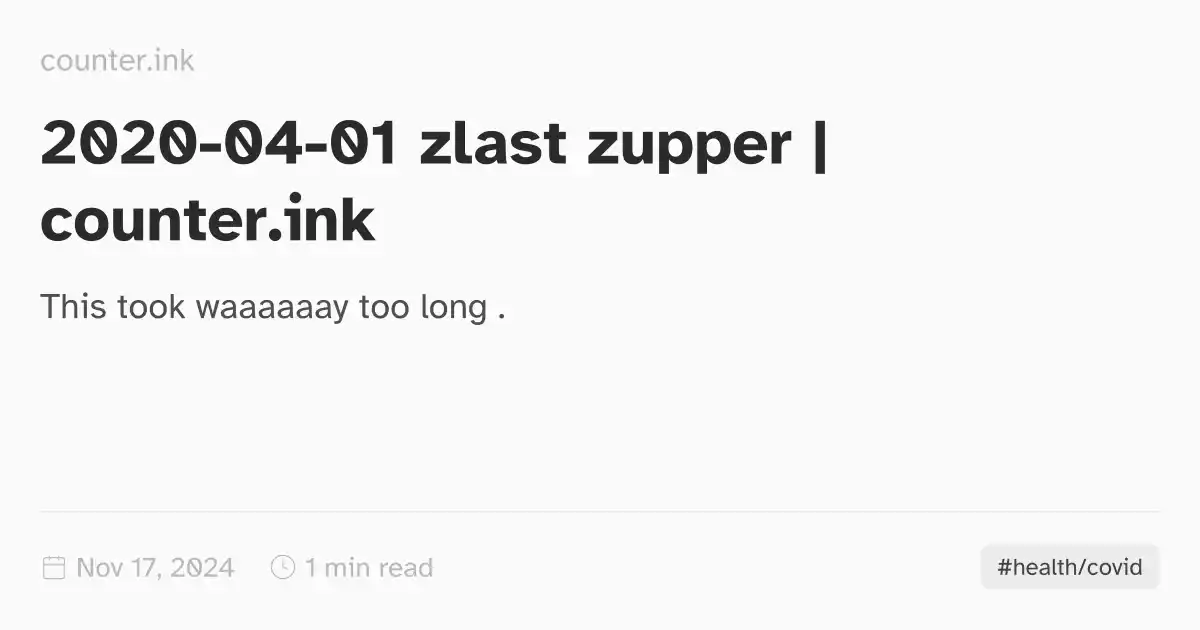 counter.ink
2020-04-01 zlast zupper |
counter.ink
This took waaaaaay too long .
Nov 17, 2024 1 min read
#health/covid